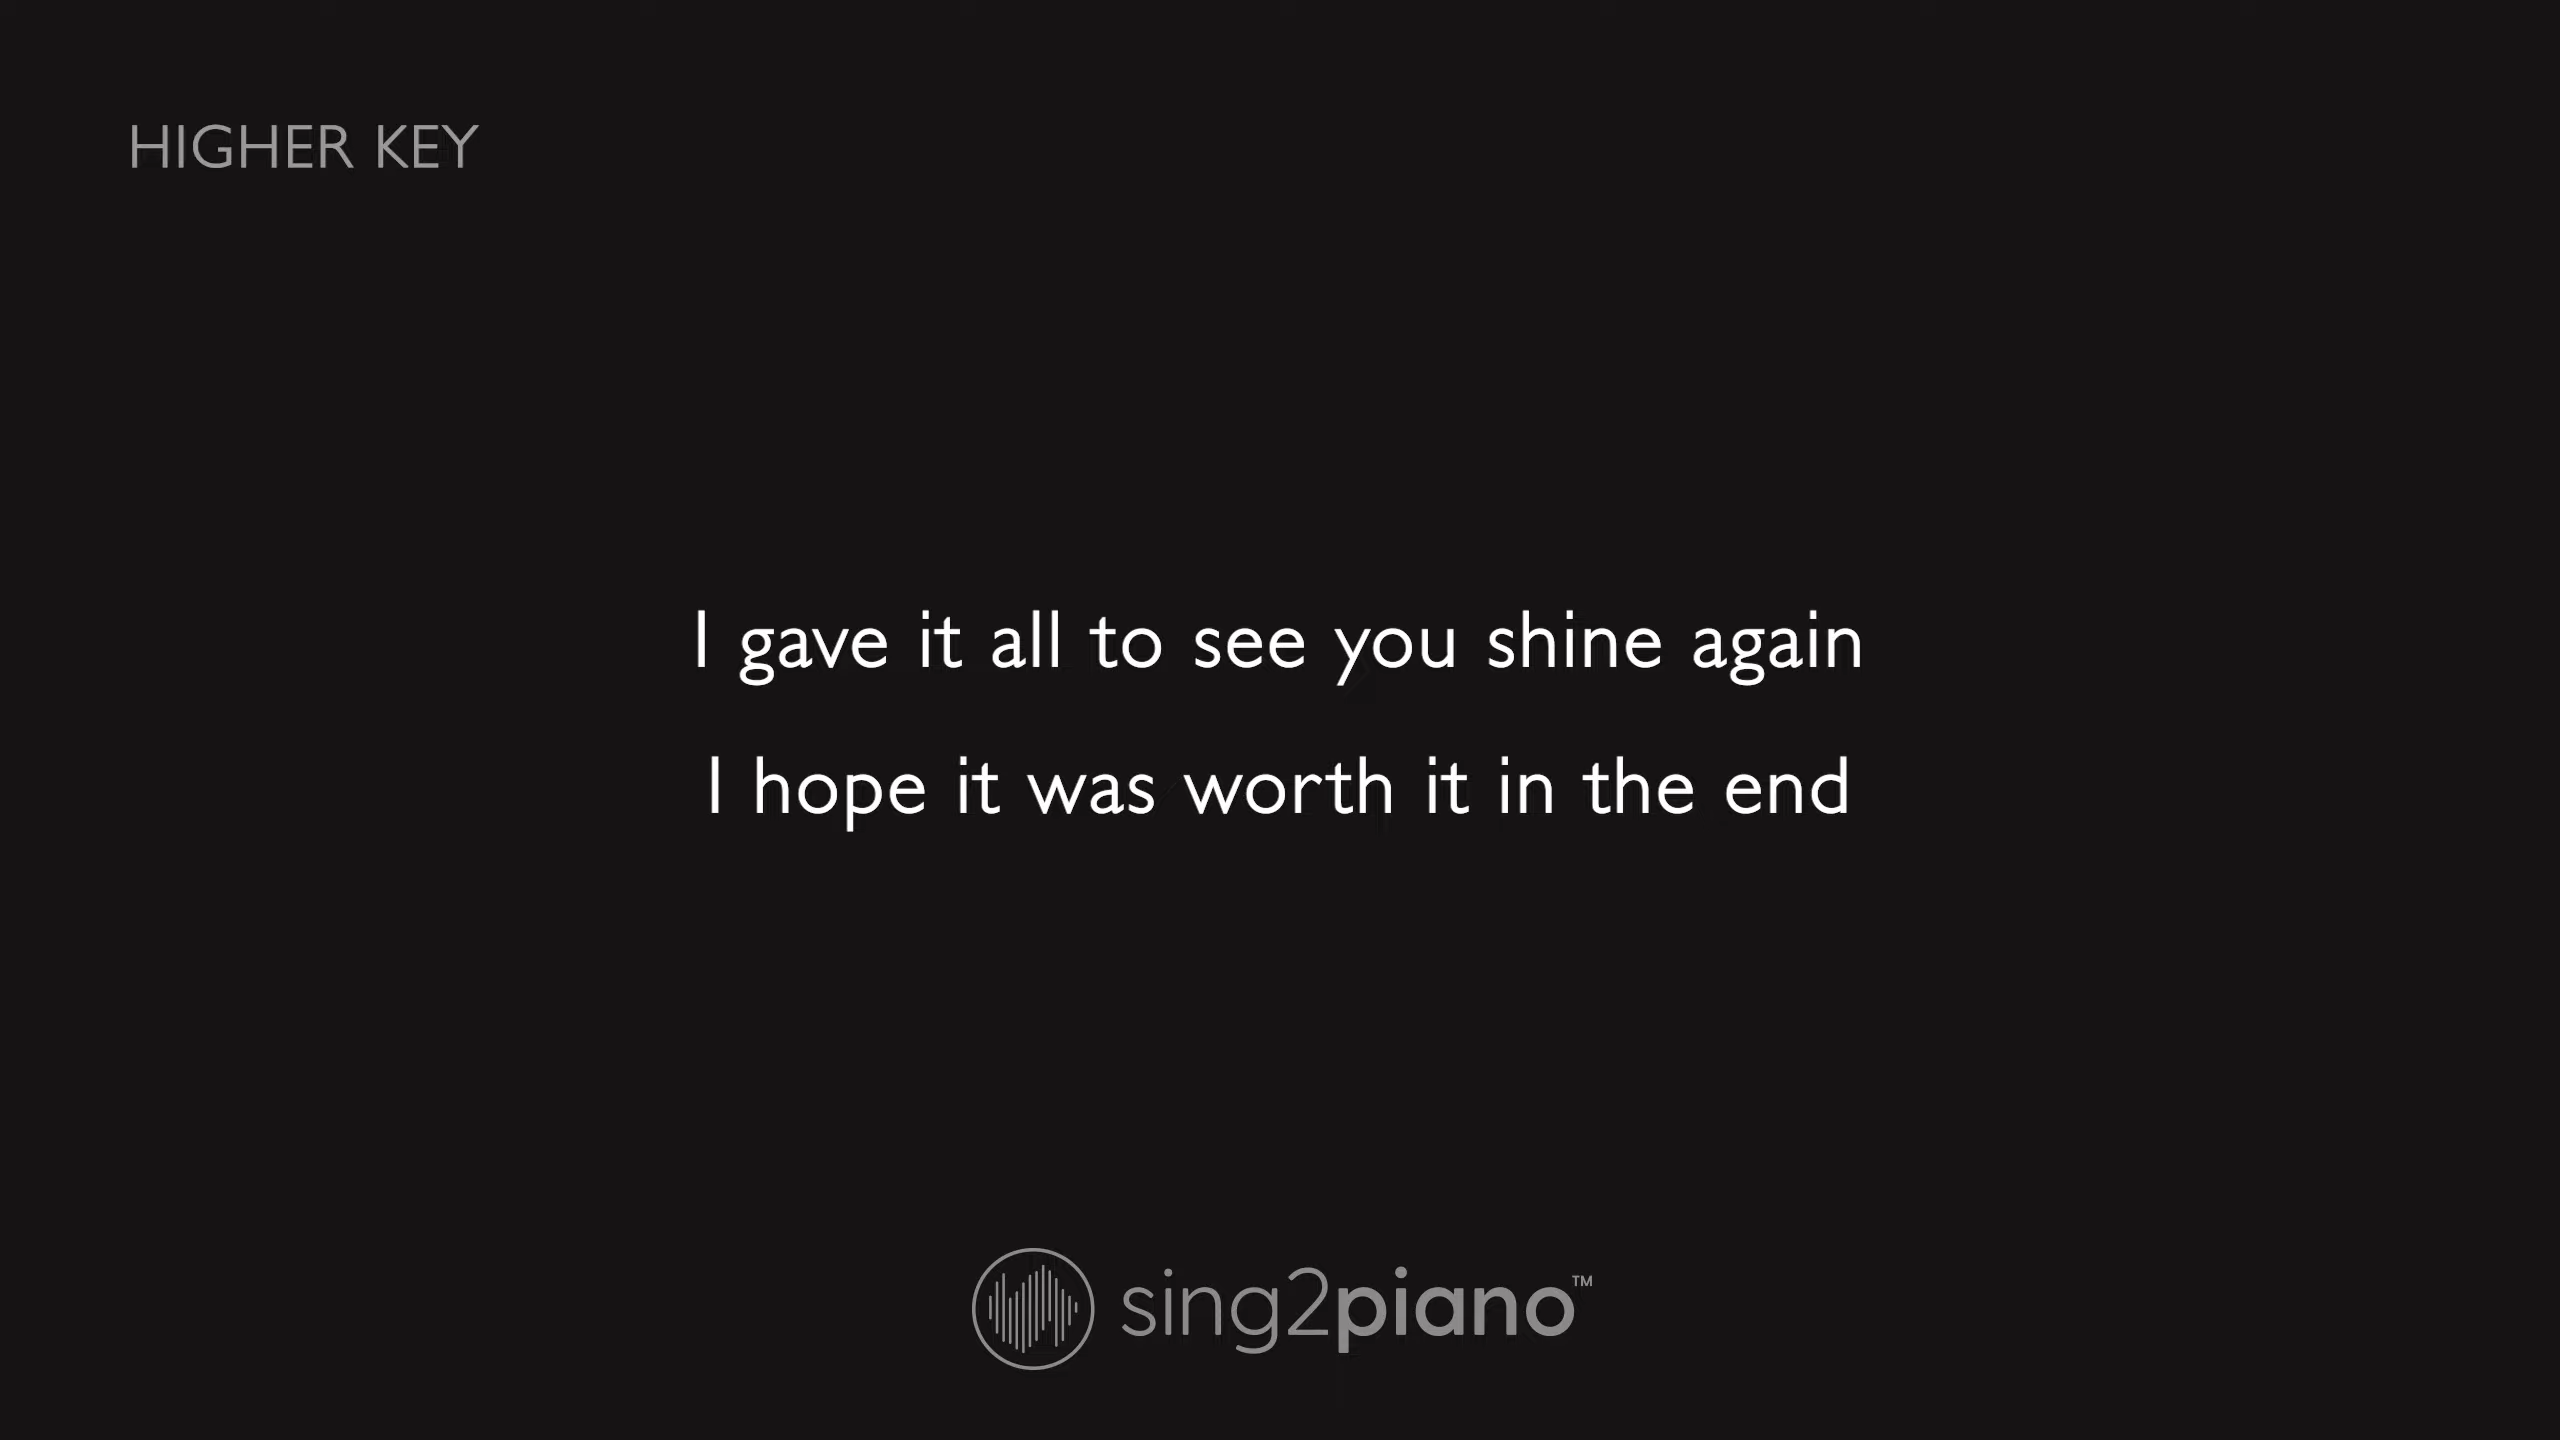 HIGHER KEY
I gave it all to see you shine again
I hope it was worth it in the end
sing2piano™